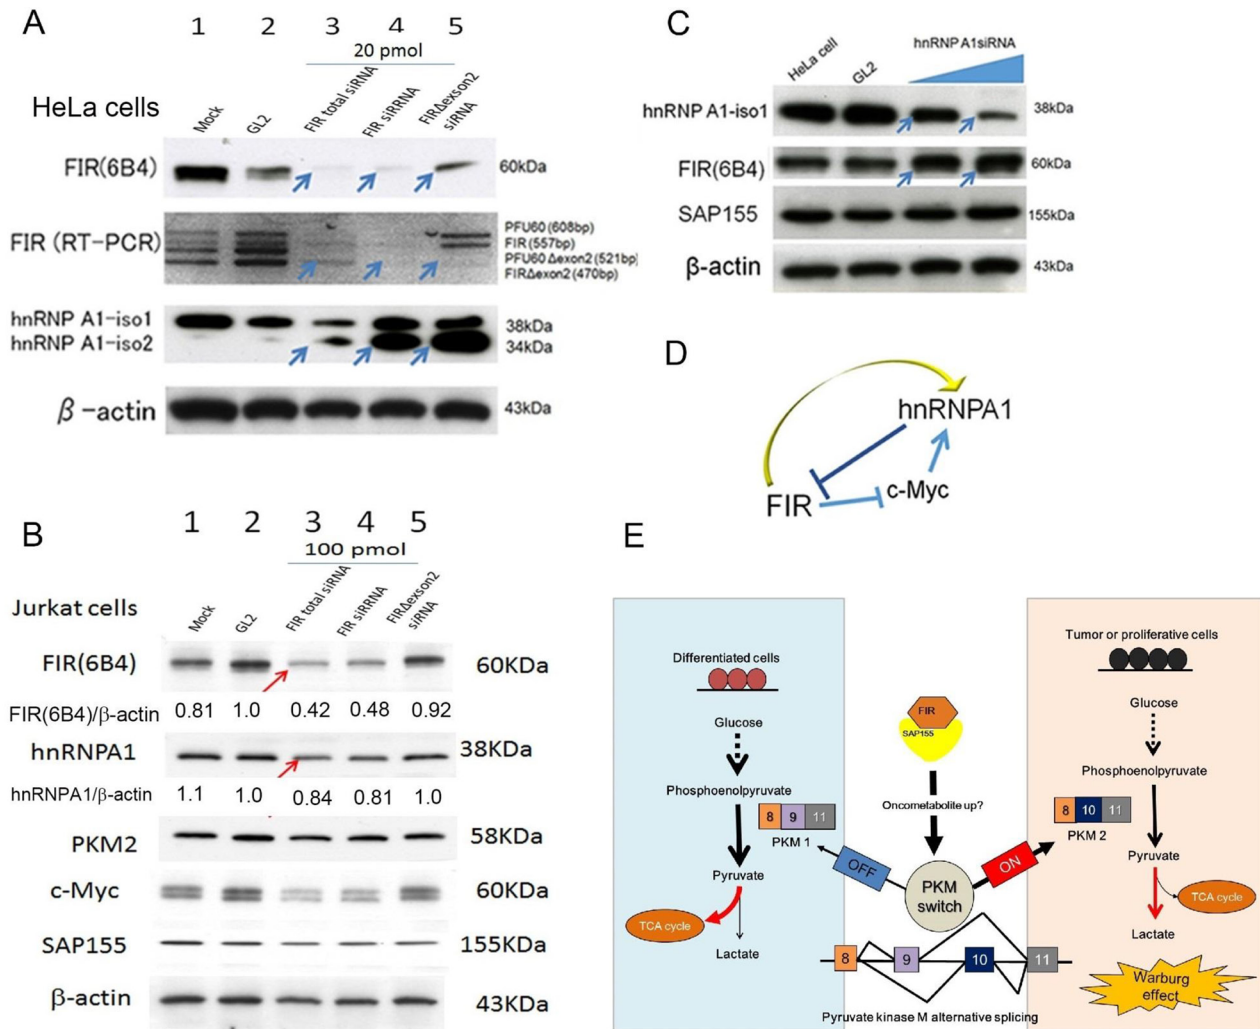 A
1 2 3 4 5
20 pmol
HeLa cells
Mock
GL2
FIR total siRNA
FIR siRRNA
FIRΔexson2
siRNA
FIR(6B4)
60kDa
FIR (RT-PCR)
PFU60 (608bp)
FIR (557bp)
PFU60 Δexon2 (521bp)
FIRΔexon2 (470bp)
hnRNP A1-iso1
38kDa
hnRNP A1-iso2
34kDa
β-actin
43kDa
B
1 2 3 4 5
100 pmol
Jurkat cells
Mock
GL2
FIR total siRNA
FIR siRRNA
FIRΔexson2
siRNA
FIR(6B4)
60KDa
FIR(6B4)/β-actin 0.81 1.0 0.42 0.48 0.92
hnRNPA1
38KDa
hnRNPA1/β-actin 1.1 1.0 0.84 0.81 1.0
PKM2
58KDa
c-Myc
60KDa
SAP155
155KDa
β-actin
43KDa
C
HeLa cell
GL2
hnRNP A1siRNA
hnRNP A1-iso1
38kDa
FIR(6B4)
60kDa
SAP155
155kDa
β-actin
43kDa
D
hnRNPA1
c-Myc
FIR
E
Differentiated cells
Glucose
Phosphoenolpyruvate
8 9 11
PKM 1
Pyruvate
TCA cycle
Lactate
FIR
SAP155
Oncometabolite up?
OFF
PKM
switch
ON
8 9 10 11
Pyruvate kinase M alternative splicing
Tumor or proliferative cells
Glucose
Phosphoenolpyruvate
8 10 11
PKM 2
Pyruvate
TCA cycle
Lactate
Warburg
effect